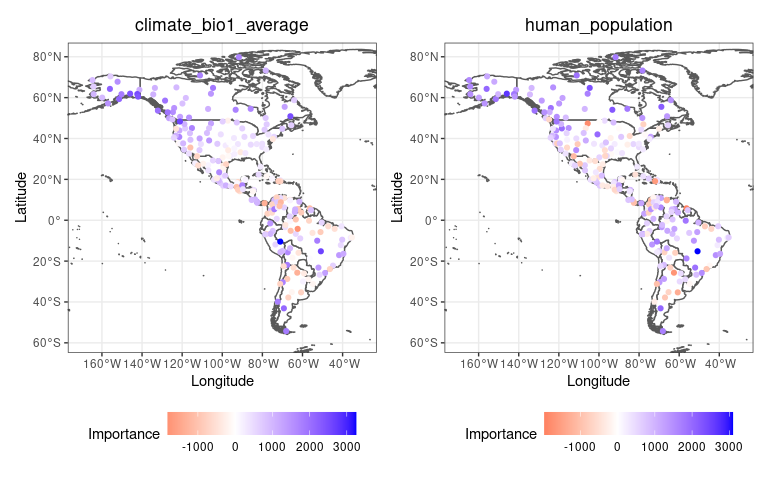 climate_bio1_average
human_population
80°N
60°N
40°N
20°N
0°
20°S
40°S
60°S
Latitude
160°W 140°W 120°W 100°W 80°W 60°W 40°W
Longitude
80°N
60°N
40°N
20°N
0°
20°S
40°S
60°S
Latitude
160°W 140°W 120°W 100°W 80°W 60°W 40°W
Longitude
Importance
-1000 0 1000 2000 3000
Importance
-1000 0 1000 2000 3000